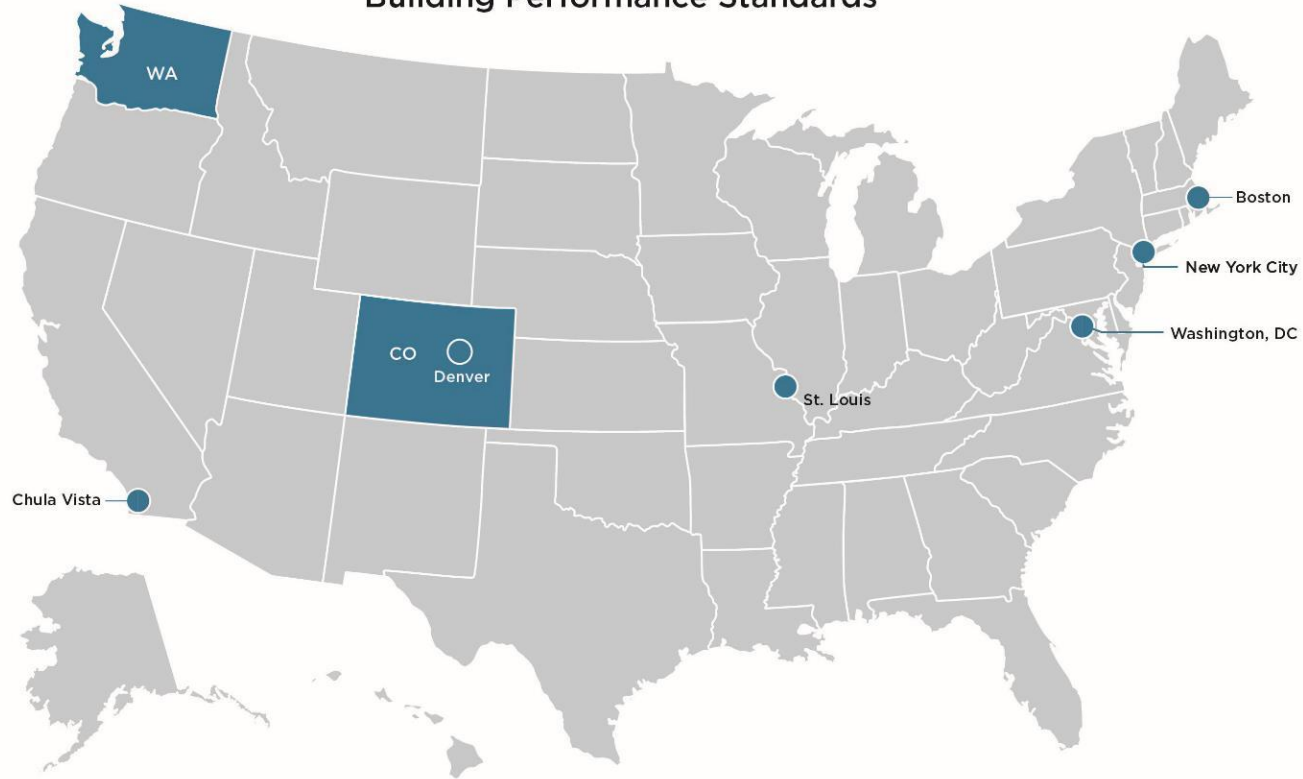 Building Performance Standards
WA
Boston
New York City
Washington, DC
CO
Denver
St. Louis
Chula Vista